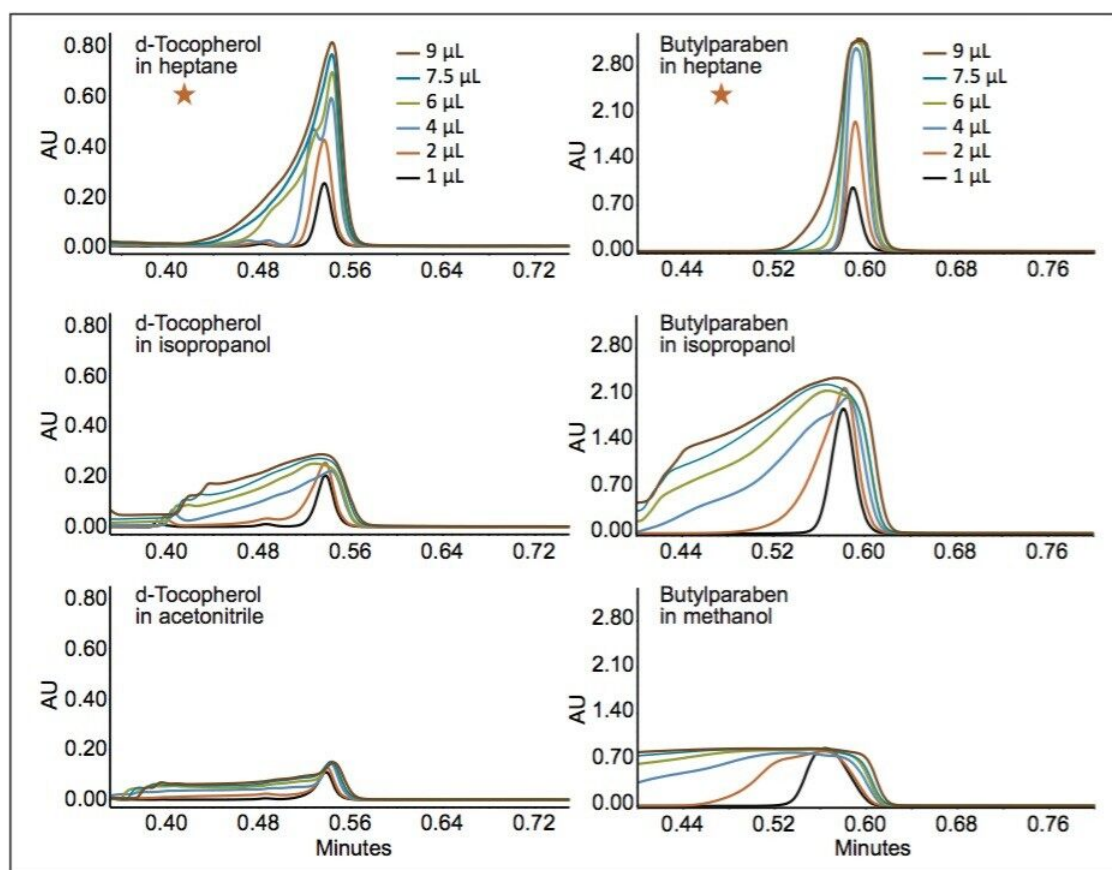 d-Tocopherol
in heptane
9 µL
7.5 µL
6 µL
4 µL
2 µL
1 µL
AU
0.80
0.60
0.40
0.20
0.00
0.40 0.48 0.56 0.64 0.72
Butylparaben
in heptane
9 µL
7.5 µL
6 µL
4 µL
2 µL
1 µL
AU
2.80
2.10
1.40
0.70
0.00
0.44 0.52 0.60 0.68 0.76
d-Tocopherol
in isopropanol
AU
0.80
0.60
0.40
0.20
0.00
0.40 0.48 0.56 0.64 0.72
Butylparaben
in isopropanol
AU
2.80
2.10
1.40
0.70
0.00
0.44 0.52 0.60 0.68 0.76
d-Tocopherol
in acetonitrile
AU
0.80
0.60
0.40
0.20
0.00
0.40 0.48 0.56 0.64 0.72
Minutes
Butylparaben
in methanol
AU
2.80
2.10
1.40
0.70
0.00
0.44 0.52 0.60 0.68 0.76
Minutes